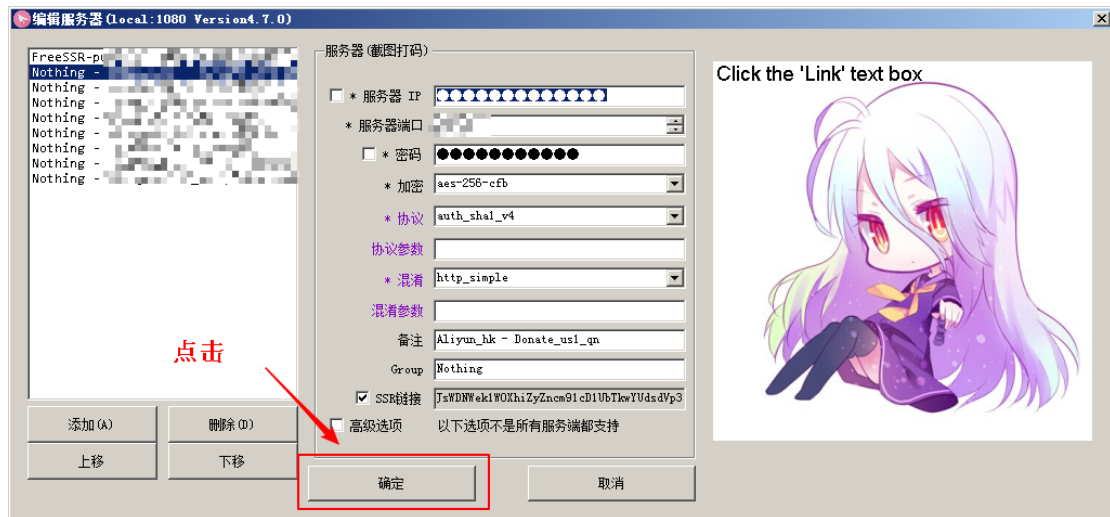 编辑服务器(local:1080 Version4.7.0)
FreeSSR-pu
Nothing -
Nothing -
Nothing -
Nothing -
Nothing -
Nothing -
Nothing -
Nothing -
添加(A)
删除(D)
上移
下移
点击
服务器(截图打码)
* 服务器 IP
* 服务器端口
* 密码
* 加密 aes-256-cfb
* 协议 auth_sha1_v4
协议参数
* 混淆 http_simple
混淆参数
备注 Aliyun_hk - Donate_us1_qn
Group Nothing
SSR链接
高级选项 以下选项不是所有服务端都支持
确定
取消
Click the 'Link' text box